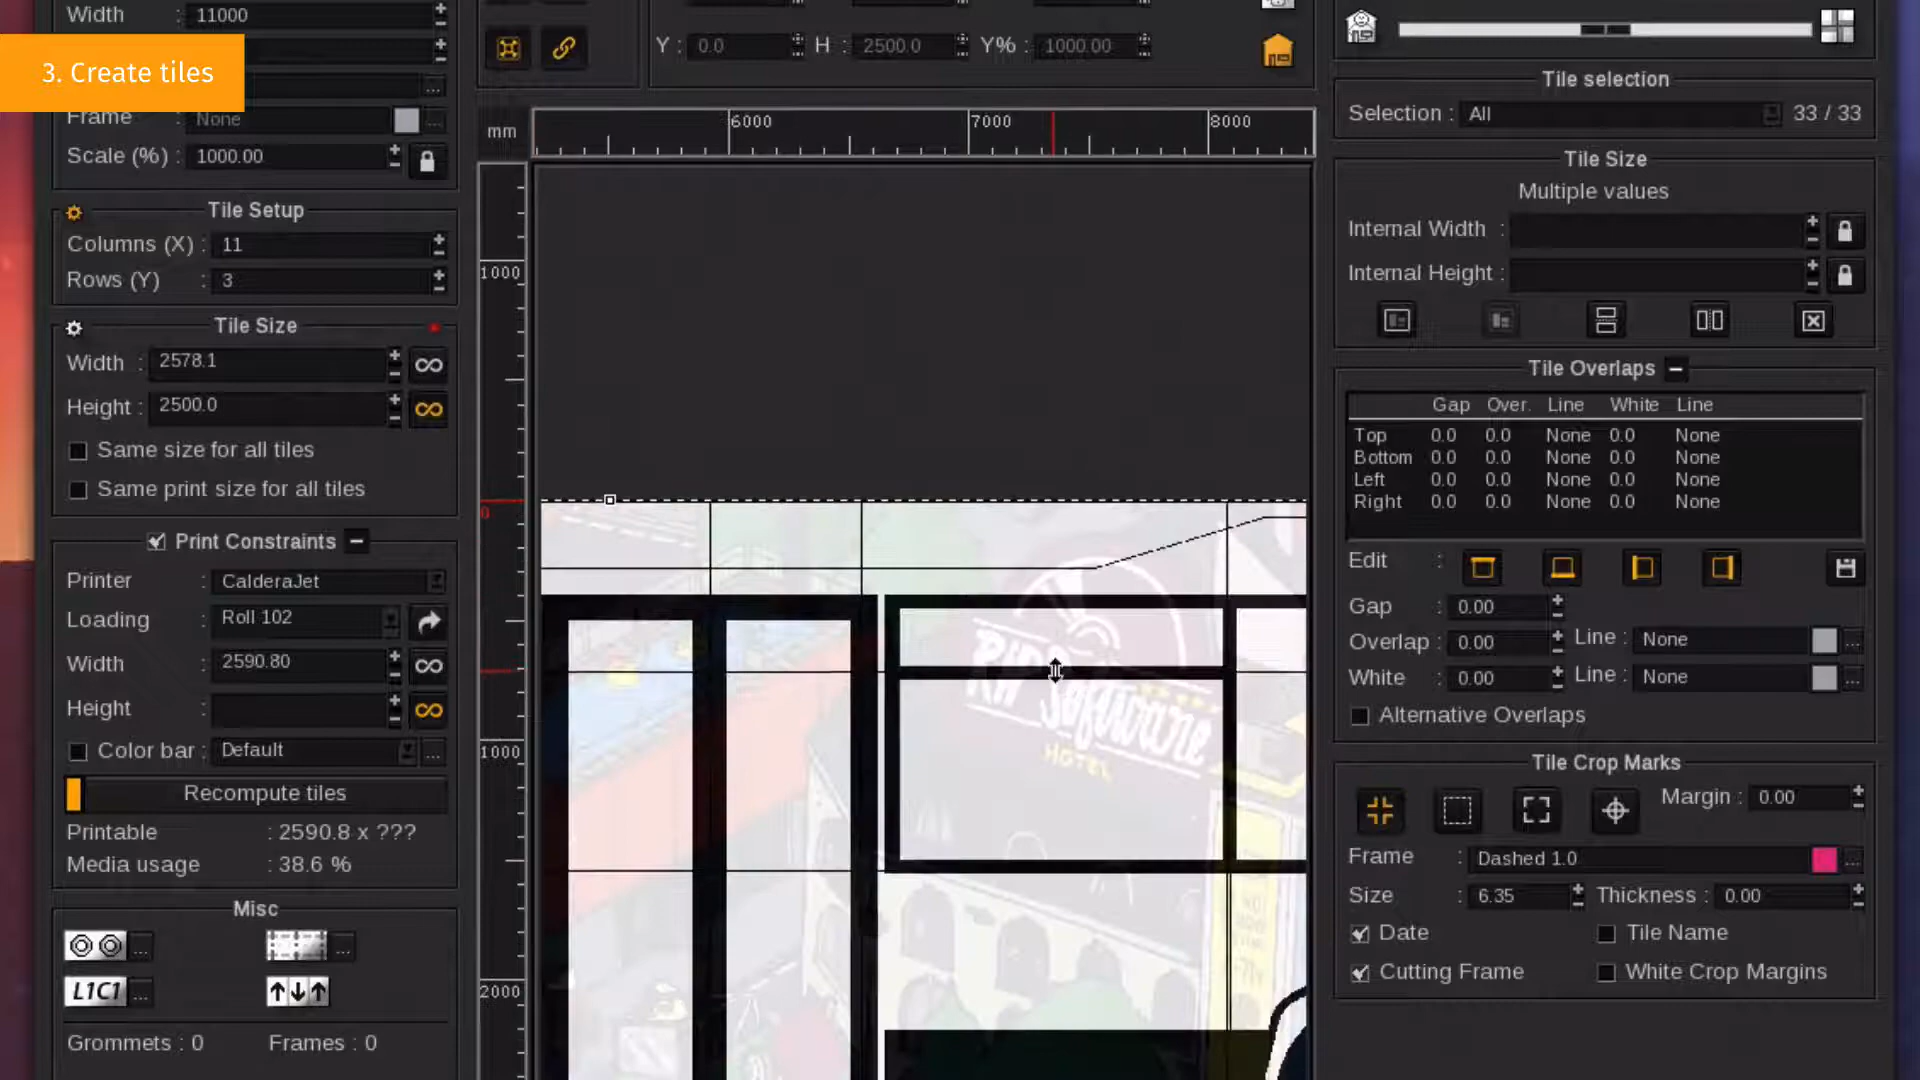 3. Create tiles
Width 11000
Frame : None
Scale (%) : 1000.00
Tile Setup
Columns (X) : 11
Rows (Y) : 3
Tile Size
Width : 2578.1
Height : 2500.0
Same size for all tiles
Same print size for all tiles
Print Constraints
Printer : CalderaJet
Loading : Roll 102
Width : 2590.80
Height :
Color bar : Default ...
Recompute tiles
Printable : 2590.8 x ???
Media usage : 38.6 %
Misc
L1C1
Grommets : 0 Frames : 0
Y : 0.0 H : 2500.0 Y% : 1000.00
mm
6000 7000 8000
1000
0
1000
2000
RIP Software
HOTEL
Tile selection
Selection : All 33 / 33
Tile Size
Multiple values
Internal Width :
Internal Height :
Tile Overlaps
Gap Over. Line White Line
Top 0.0 0.0 None 0.0 None
Bottom 0.0 0.0 None 0.0 None
Left 0.0 0.0 None 0.0 None
Right 0.0 0.0 None 0.0 None
Edit :
Gap : 0.00
Overlap : 0.00 Line : None ...
White : 0.00 Line : None ...
Alternative Overlaps
Tile Crop Marks
Margin : 0.00
Frame : Dashed 1.0 ...
Size : 6.35 Thickness : 0.00
Date Tile Name
Cutting Frame White Crop Margins